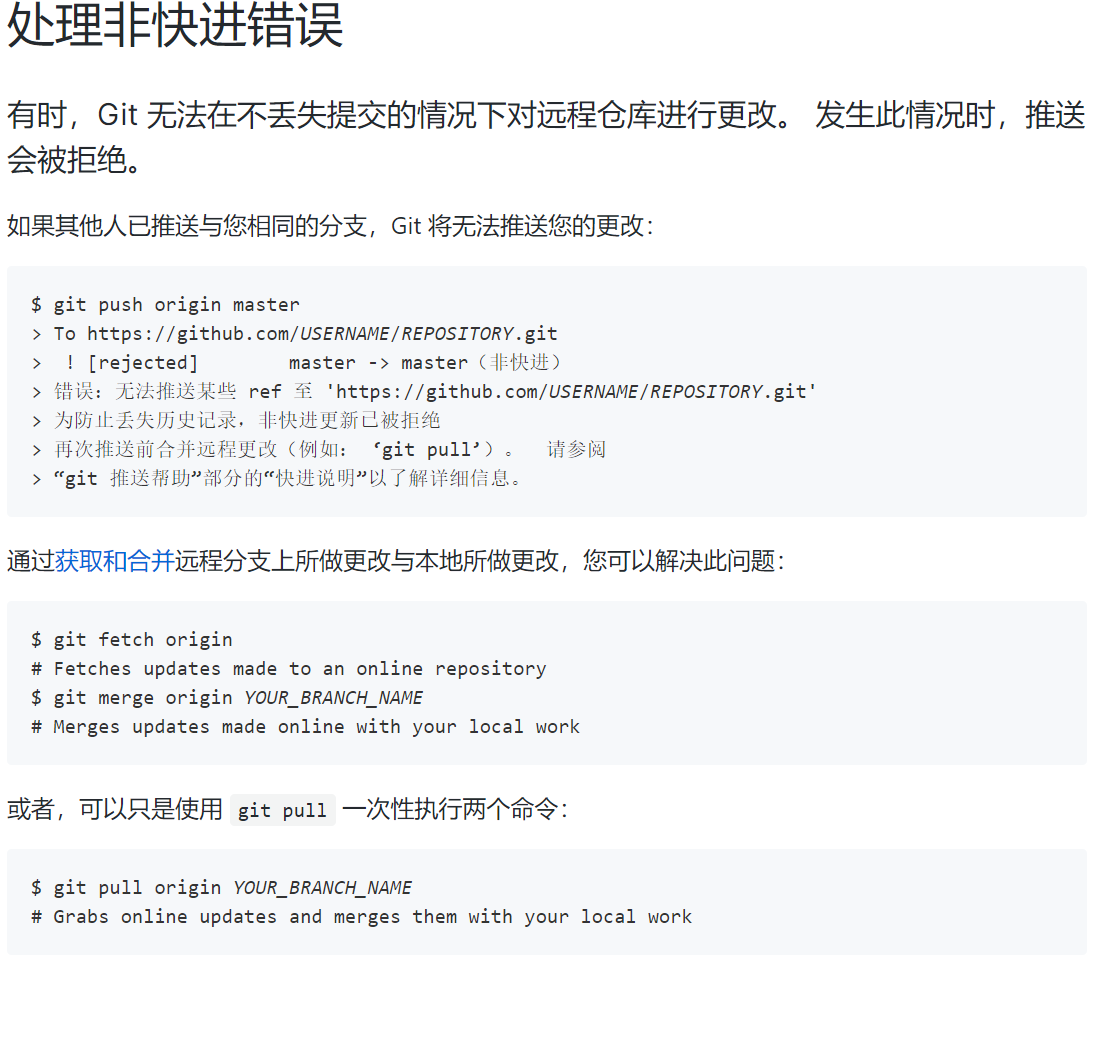 处理非快进错误
有时，Git 无法在不丢失提交的情况下对远程仓库进行更改。 发生此情况时，推送
会被拒绝。
如果其他人已推送与您相同的分支，Git 将无法推送您的更改：
$ git push origin master
> To https://github.com/USERNAME/REPOSITORY.git
>  ! [rejected]        master -> master（非快进）
> 错误：无法推送某些 ref 至 'https://github.com/USERNAME/REPOSITORY.git'
> 为防止丢失历史记录，非快进更新已被拒绝
> 再次推送前合并远程更改（例如： ‘git pull’）。  请参阅
> “git 推送帮助”部分的“快进说明”以了解详细信息。
通过获取和合并远程分支上所做更改与本地所做更改，您可以解决此问题：
$ git fetch origin
# Fetches updates made to an online repository
$ git merge origin YOUR_BRANCH_NAME
# Merges updates made online with your local work
或者，可以只是使用 git pull 一次性执行两个命令：
$ git pull origin YOUR_BRANCH_NAME
# Grabs online updates and merges them with your local work